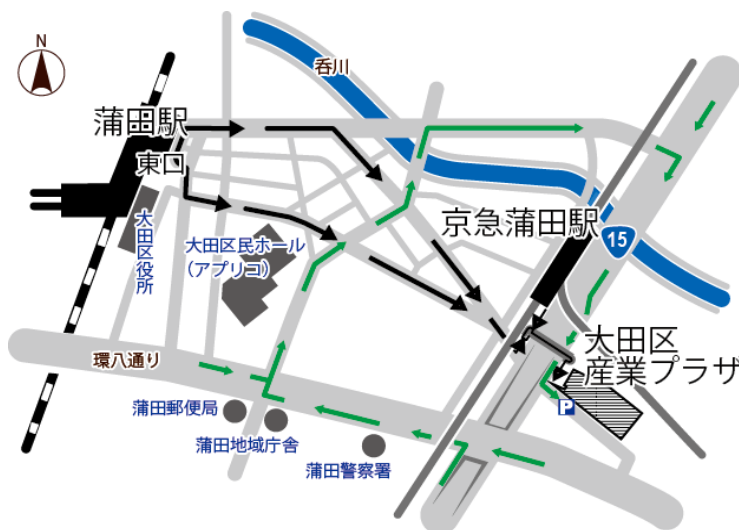 N
呑川
蒲田駅
東口
京急蒲田駅
15
大田区役所
大田区民ホール
（アプリコ）
大田区
産業プラザ
環八通り
P
蒲田郵便局
蒲田地域庁舎
蒲田警察署